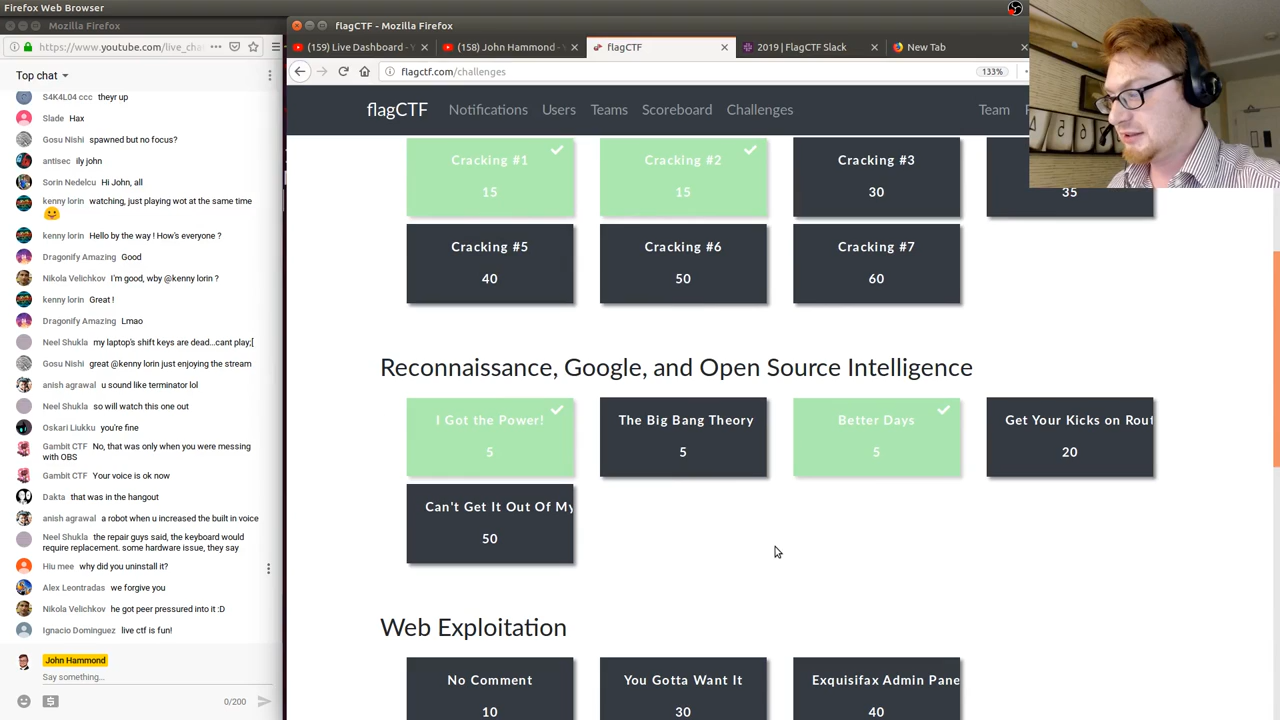 Firefox Web Browser
Mozilla Firefox
https://www.youtube.com/live_cha
Top chat
S4K4L04 ccc theyr up
Slade Hax
Gosu Nishi spawned but no focus?
antisec ily john
Sorin Nedelcu Hi John, all
kenny lorin watching, just playing wot at the same time
kenny lorin Hello by the way ! How's everyone ?
Dragonify Amazing Good
Nikola Velichkov I'm good, wby @kenny lorin ?
kenny lorin Great !
Dragonify Amazing Lmao
Neel Shukla my laptop's shift keys are dead...cant play;[
Gosu Nishi great @kenny lorin just enjoying the stream
anish agrawal u sound like terminator lol
Neel Shukla so will watch this one out
Oskari Liukku you're fine
Gambit CTF No, that was only when you were messing
with OBS
Gambit CTF Your voice is ok now
Dakta that was in the hangout
anish agrawal a robot when u increased the built in voice
Neel Shukla the repair guys said, the keyboard would
require replacement. some hardware issue, they say
Hiu mee why did you uninstall it?
Alex Leontradas we forgive you
Nikola Velichkov he got peer pressured into it :D
Ignacio Dominguez live ctf is fun!
John Hammond
Say something...
0/200
flagCTF - Mozilla Firefox
(159) Live Dashboard - Y
(158) John Hammond -
flagCTF
2019 | FlagCTF Slack
New Tab
flagctf.com/challenges
133%
flagCTF Notifications Users Teams Scoreboard Challenges Team
Cracking #1
15
Cracking #2
15
Cracking #3
30
35
Cracking #5
40
Cracking #6
50
Cracking #7
60
Reconnaissance, Google, and Open Source Intelligence
I Got the Power!
5
The Big Bang Theory
5
Better Days
5
Get Your Kicks on Rout
20
Can't Get It Out Of My
50
Web Exploitation
No Comment
10
You Gotta Want It
30
Exquisifax Admin Pane
40